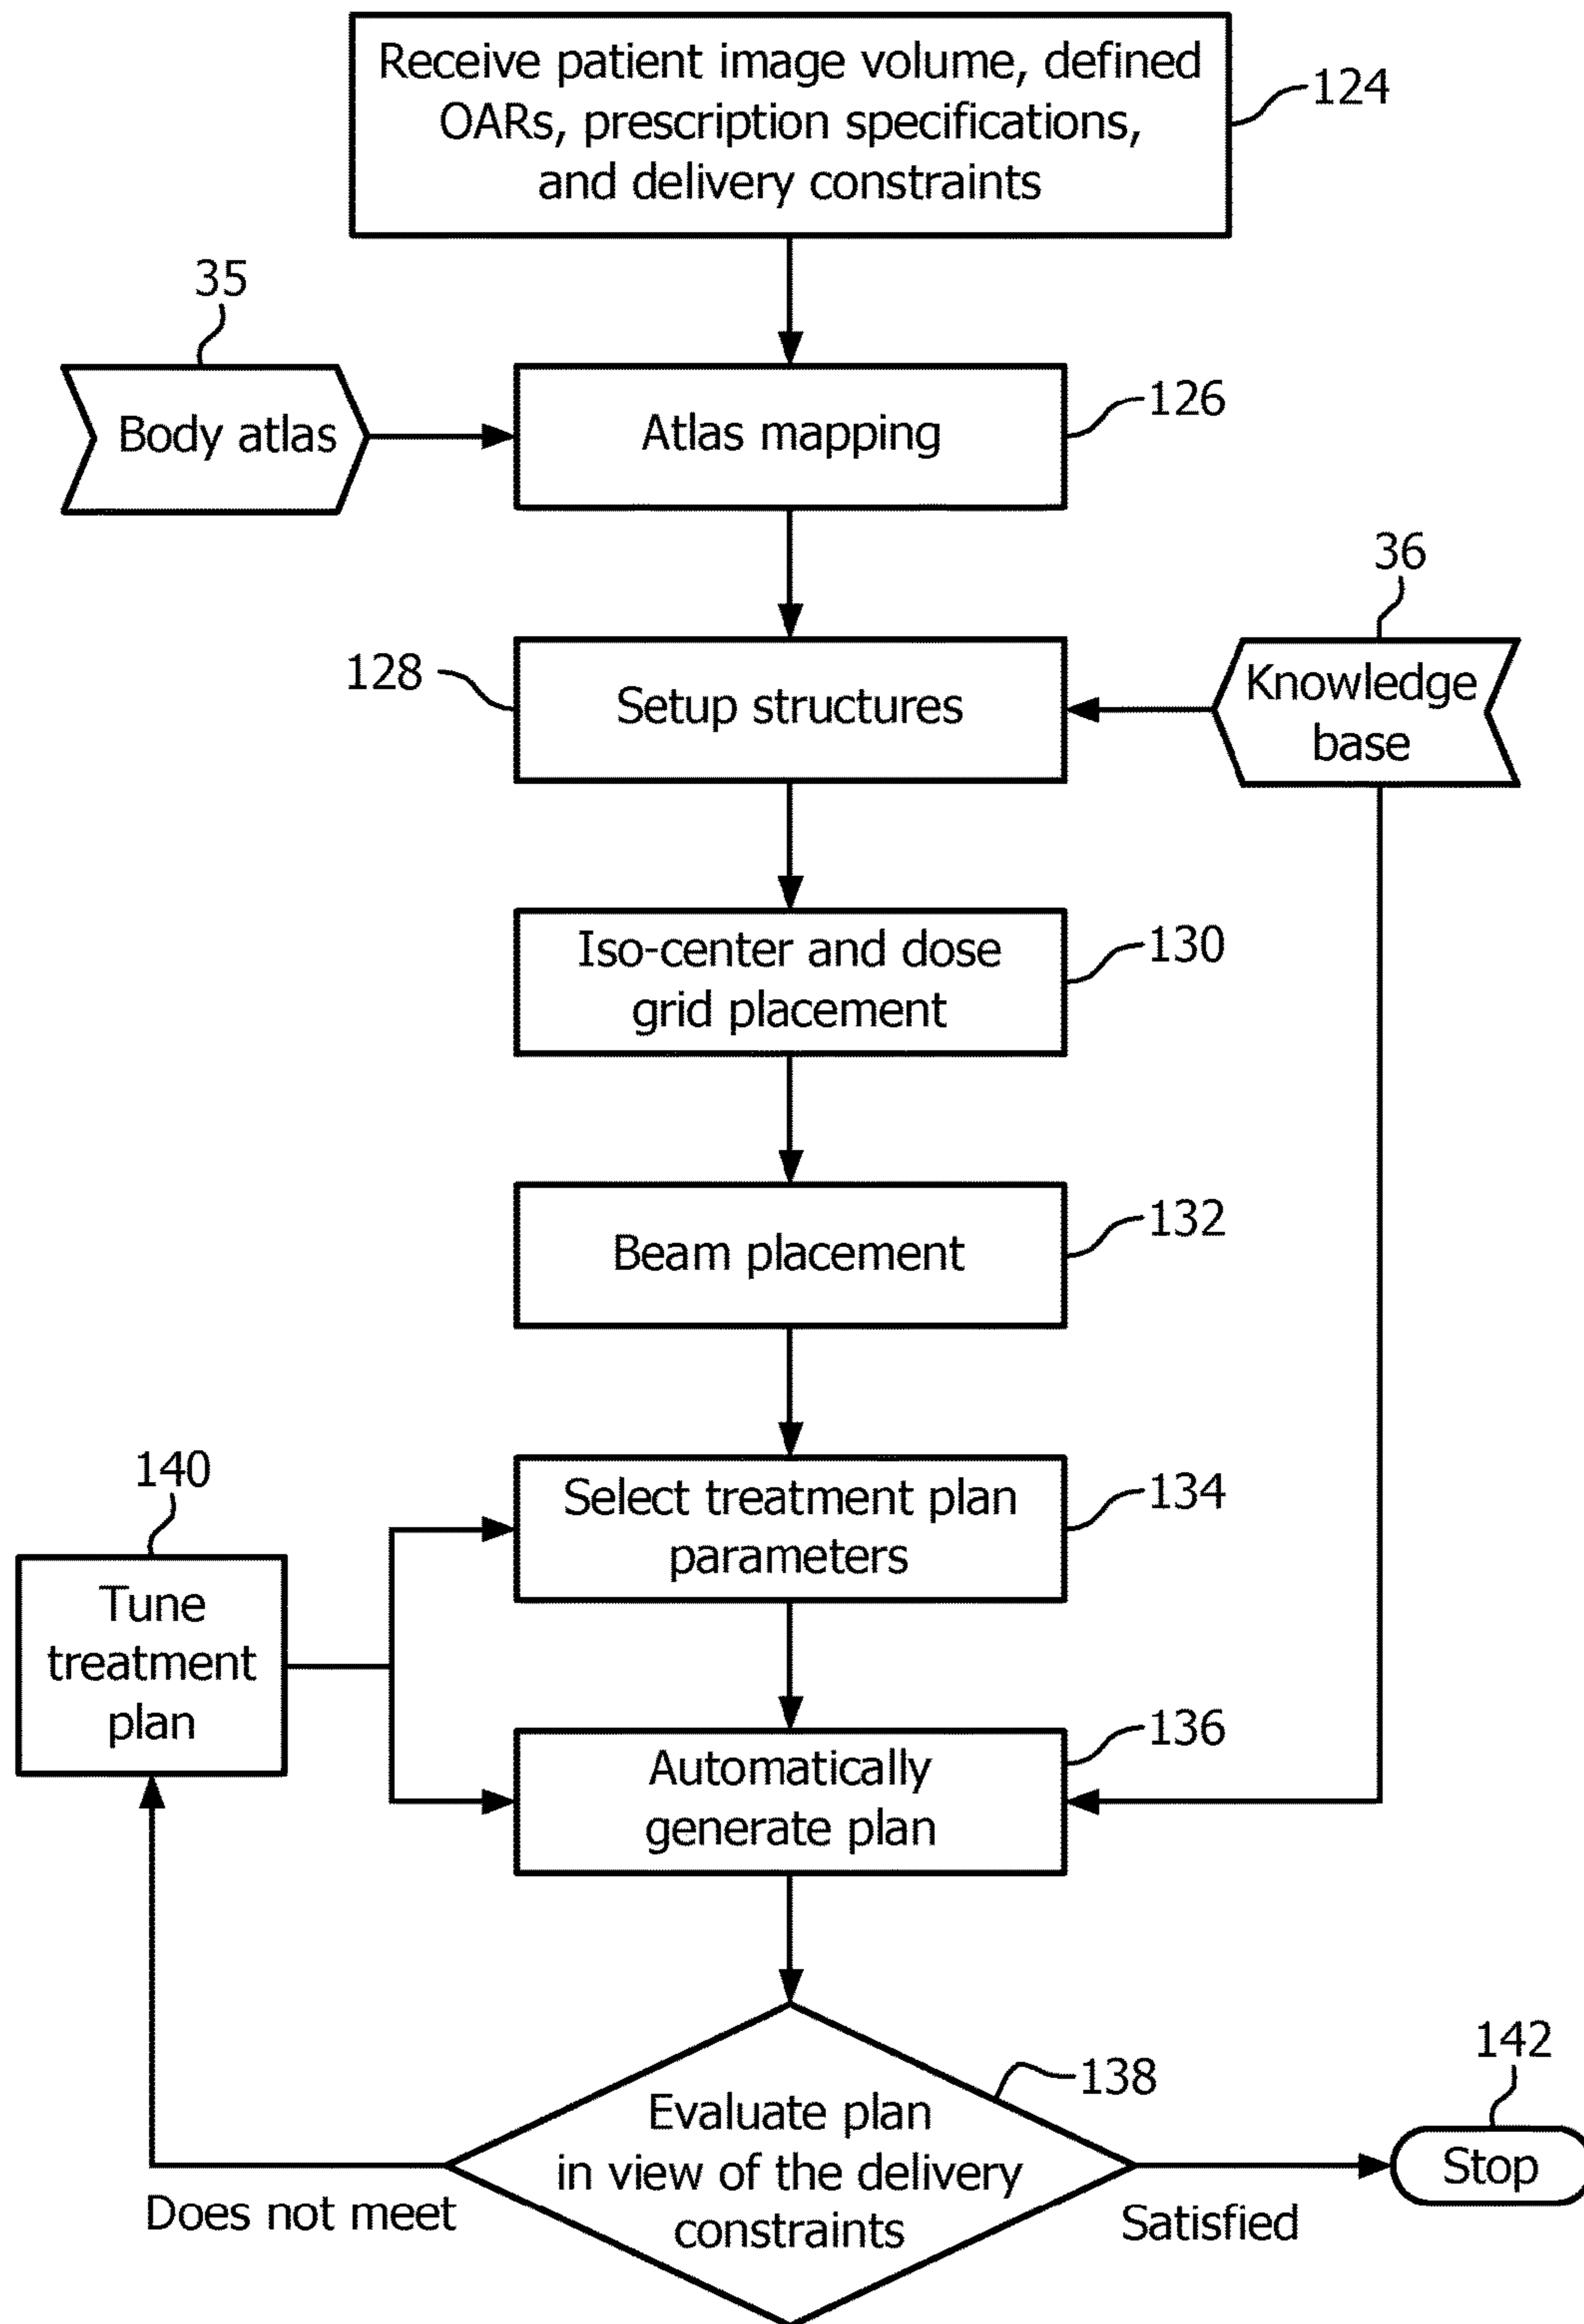 Receive patient image volume, defined
OARs, prescription specifications,
and delivery constraints
124
35
Body atlas
Atlas mapping
126
36
128
Setup structures
Knowledge
base
Iso-center and dose
grid placement
130
Beam placement
132
140
Select treatment plan
parameters
134
Tune
treatment
plan
Automatically
generate plan
136
138
142
Evaluate plan
in view of the delivery
constraints
Stop
Does not meet
Satisfied